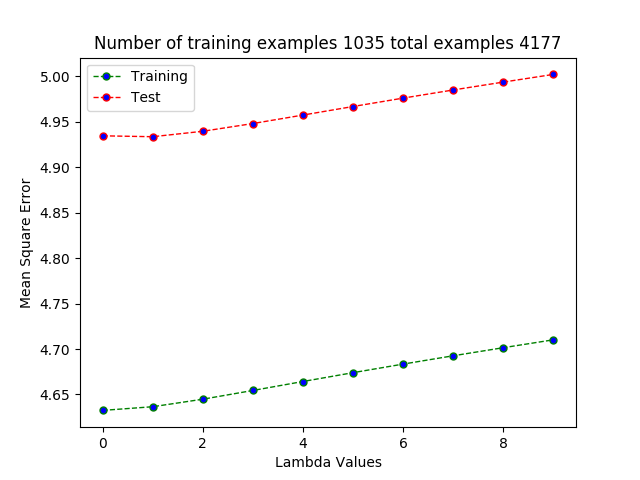 Number of training examples 1035 total examples 4177
Training
Test
5.00
4.95
4.90
4.85
4.80
4.75
4.70
4.65
Mean Square Error
0 2 4 6 8
Lambda Values